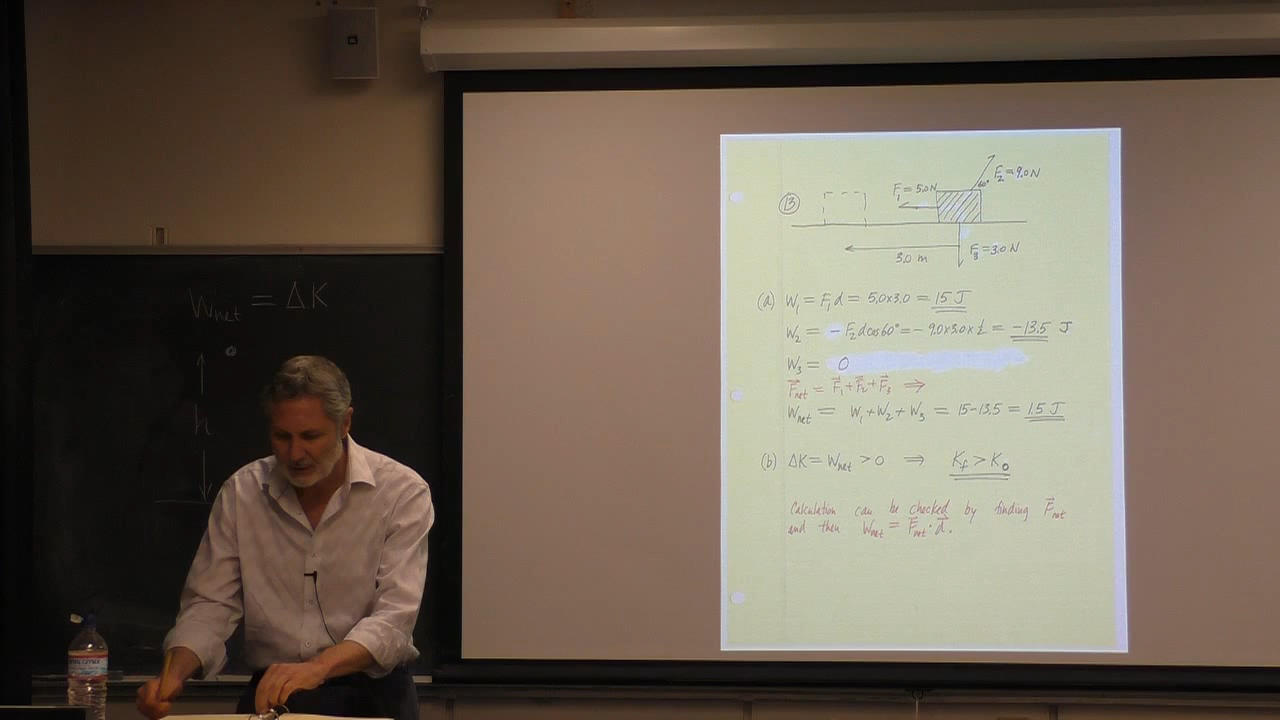 W_net = ΔK
h
(13)
F₁ = 5.0 N
60°
F₂ = 9.0 N
3.0 m
F₃ = 3.0 N
(a) W₁ = F₁d = 5.0 x 3.0 = 15 J
W₂ = - F₂ d cos 60° = - 9.0 x 3.0 x ½ = -13.5 J
W₃ = 0
F⃗_net = F⃗₁ + F⃗₂ + F⃗₃ ⇒
W_net = W₁ + W₂ + W₃ = 15 - 13.5 = 1.5 J
(b) ΔK = W_net > 0 ⇒ K_f > K₀
Calculation can be checked by finding F⃗_net
and then W_net = F⃗_net · d⃗.
CRYSTAL GEYSER